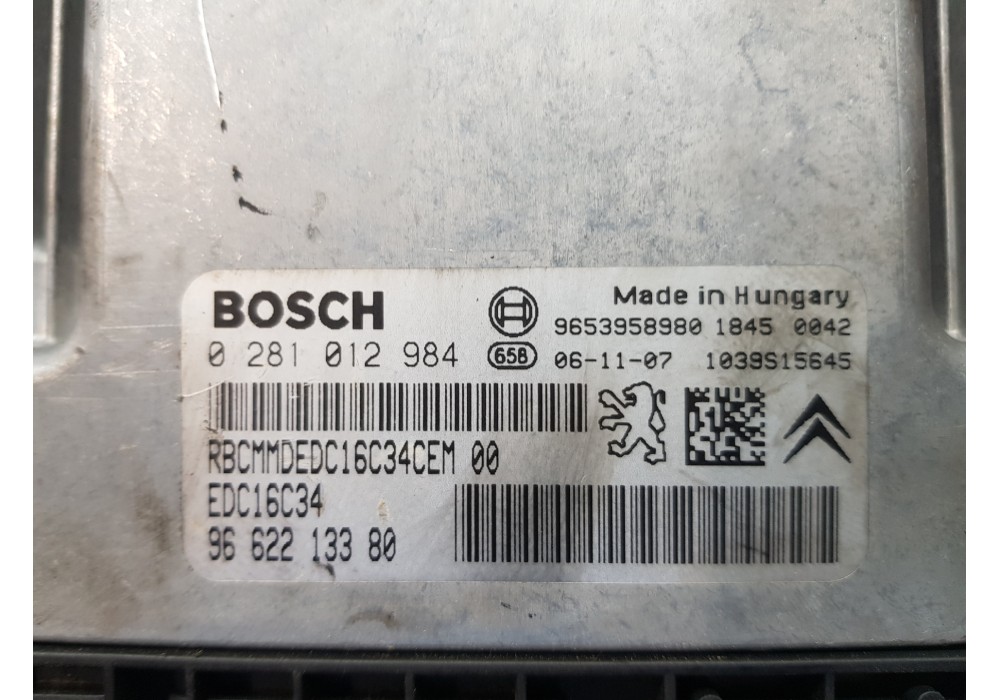 BOSCH
Made in Hungary
9653958980 1845 0042
0 281 012 984
658
06-11-07 1039S15645
RBCMMDEDC16C34CEM 00
EDC16C34
96 622 133 80